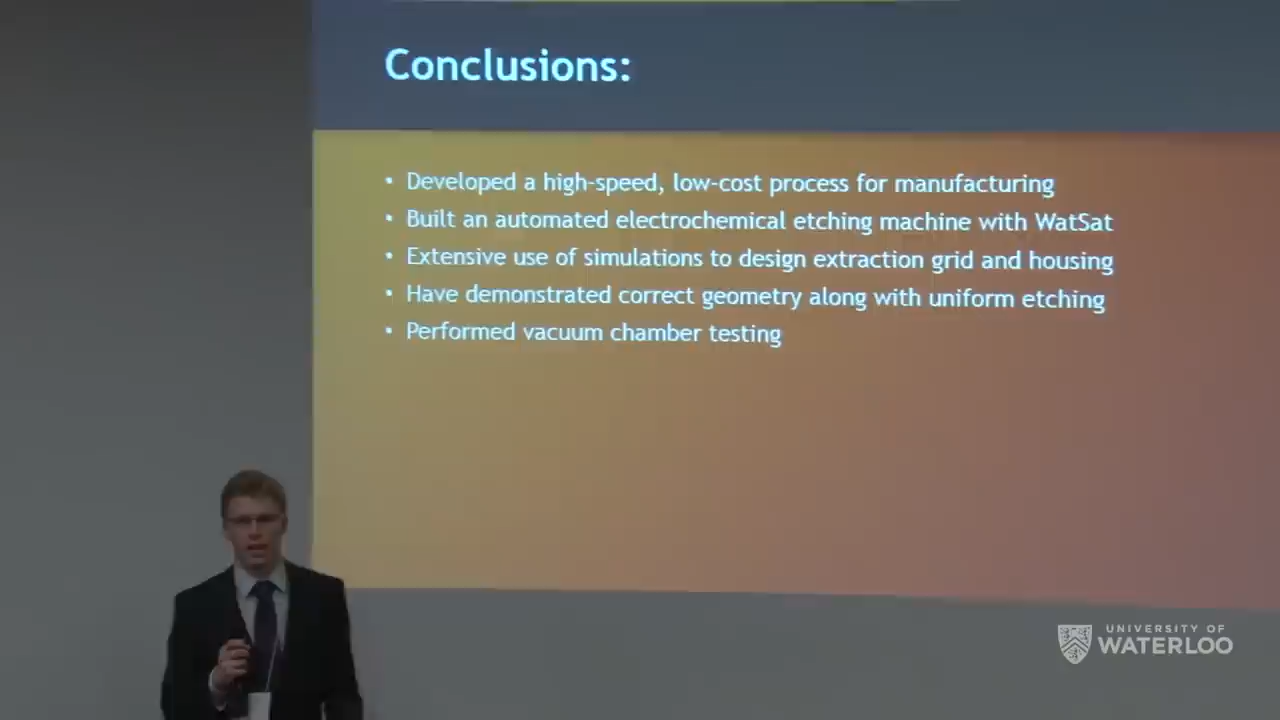 Conclusions:
• Developed a high-speed, low-cost process for manufacturing
• Built an automated electrochemical etching machine with WatSat
• Extensive use of simulations to design extraction grid and housing
• Have demonstrated correct geometry along with uniform etching
• Performed vacuum chamber testing
UNIVERSITY OF
WATERLOO